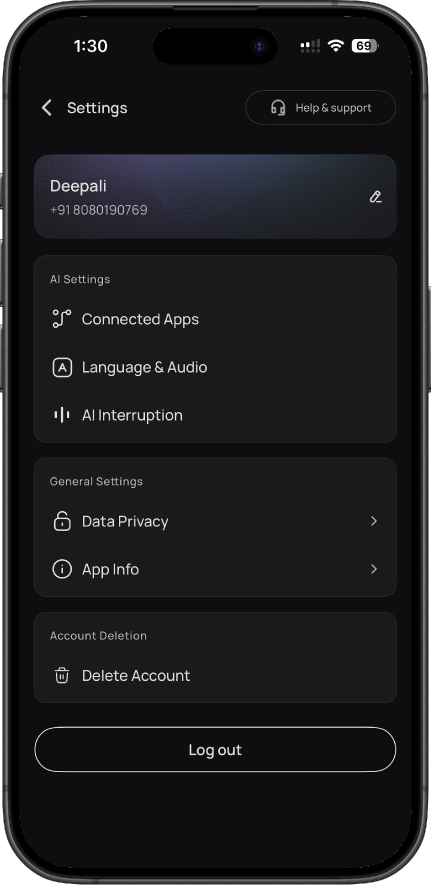 1:30
69
Settings
Help & support
Deepali
+91 8080190769
AI Settings
Connected Apps
A
Language & Audio
AI Interruption
General Settings
Data Privacy
App Info
Account Deletion
Delete Account
Log out